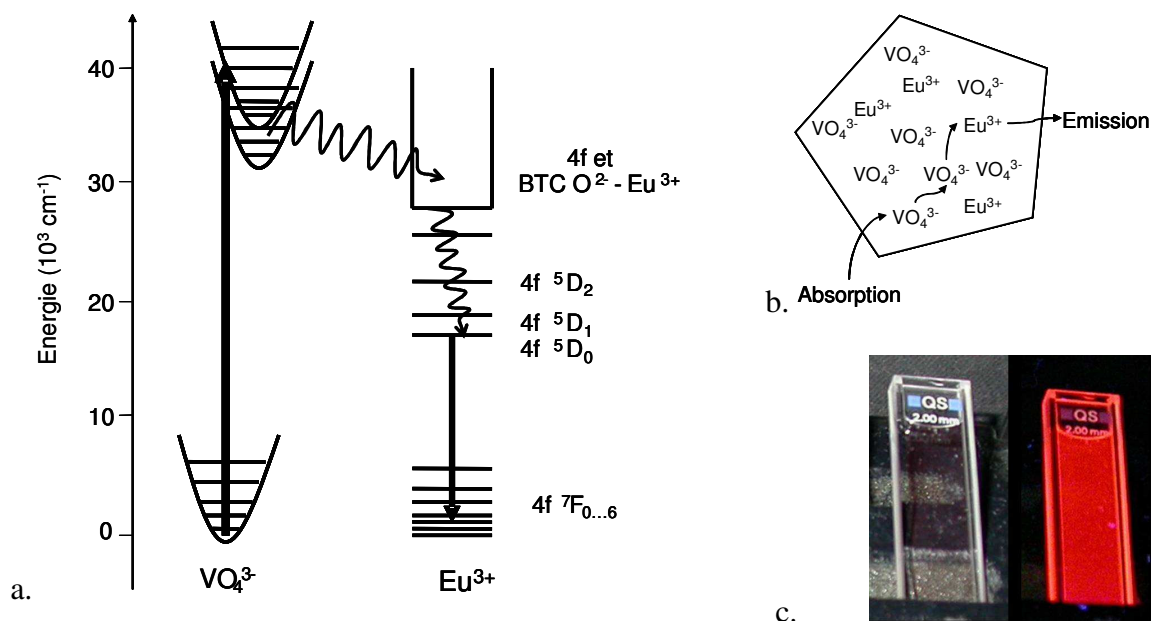 Energie (10³ cm⁻¹)
40
30
20
10
0
4f et
BTC O²⁻ - Eu³⁺
4f ⁵D₂
4f ⁵D₁
4f ⁵D₀
4f ⁷F₀...₆
VO₄³⁻
Eu³⁺
a.
VO₄³⁻
Eu³⁺
VO₄³⁻
Eu³⁺
VO₄³⁻
VO₄³⁻
Eu³⁺
Emission
VO₄³⁻
VO₄³⁻
VO₄³⁻
VO₄³⁻
Eu³⁺
Absorption
b.
QS
2.00 mm
QS
2.00 mm
c.